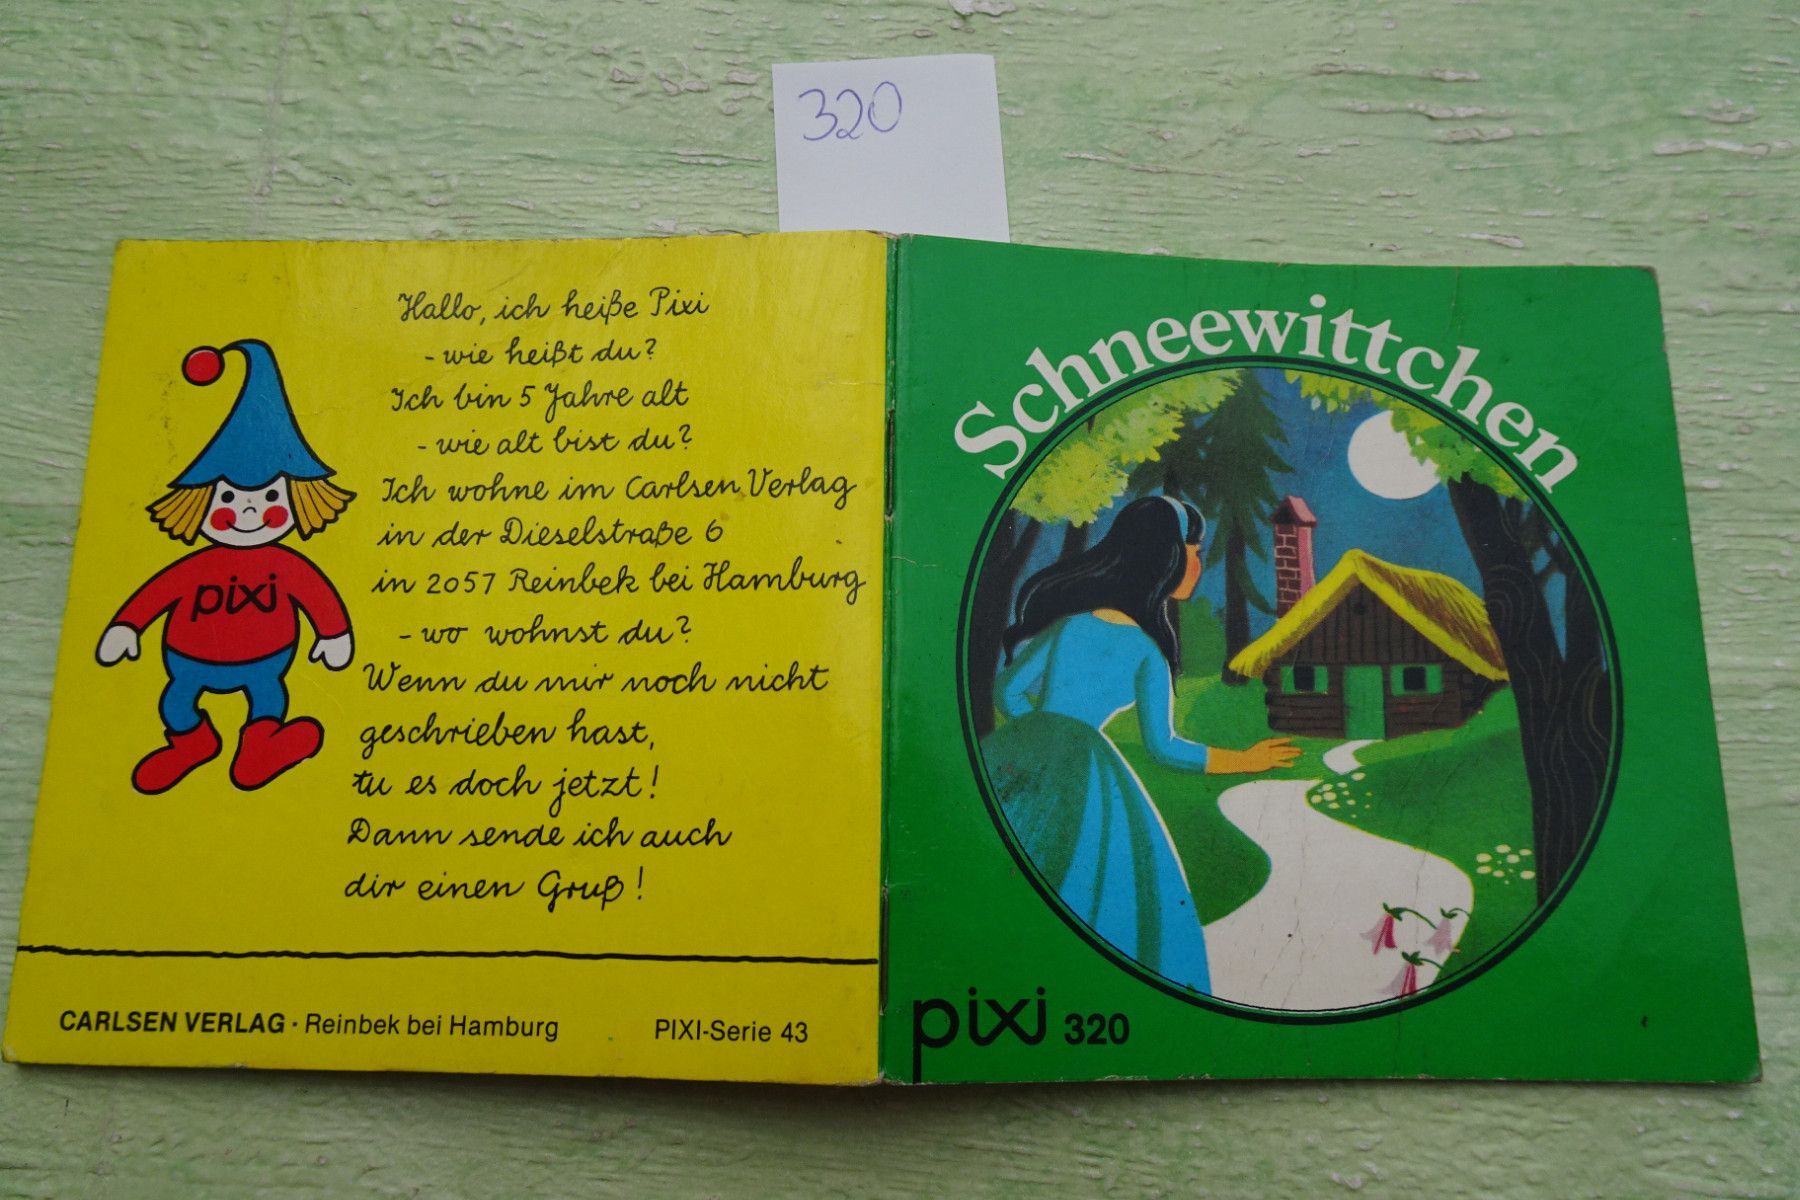 320
Hallo, ich heiße Pixi
- wie heißt du?
Ich bin 5 Jahre alt
- wie alt bist du?
Ich wohne im Carlsen Verlag
in der Dieselstraße 6
in 2057 Reinbek bei Hamburg
- wo wohnst du?
Wenn du mir noch nicht
geschrieben hast,
tu es doch jetzt!
Dann sende ich auch
dir einen Gruß!
pixi
CARLSEN VERLAG · Reinbek bei Hamburg
PIXI-Serie 43
Schneewittchen
pixi 320